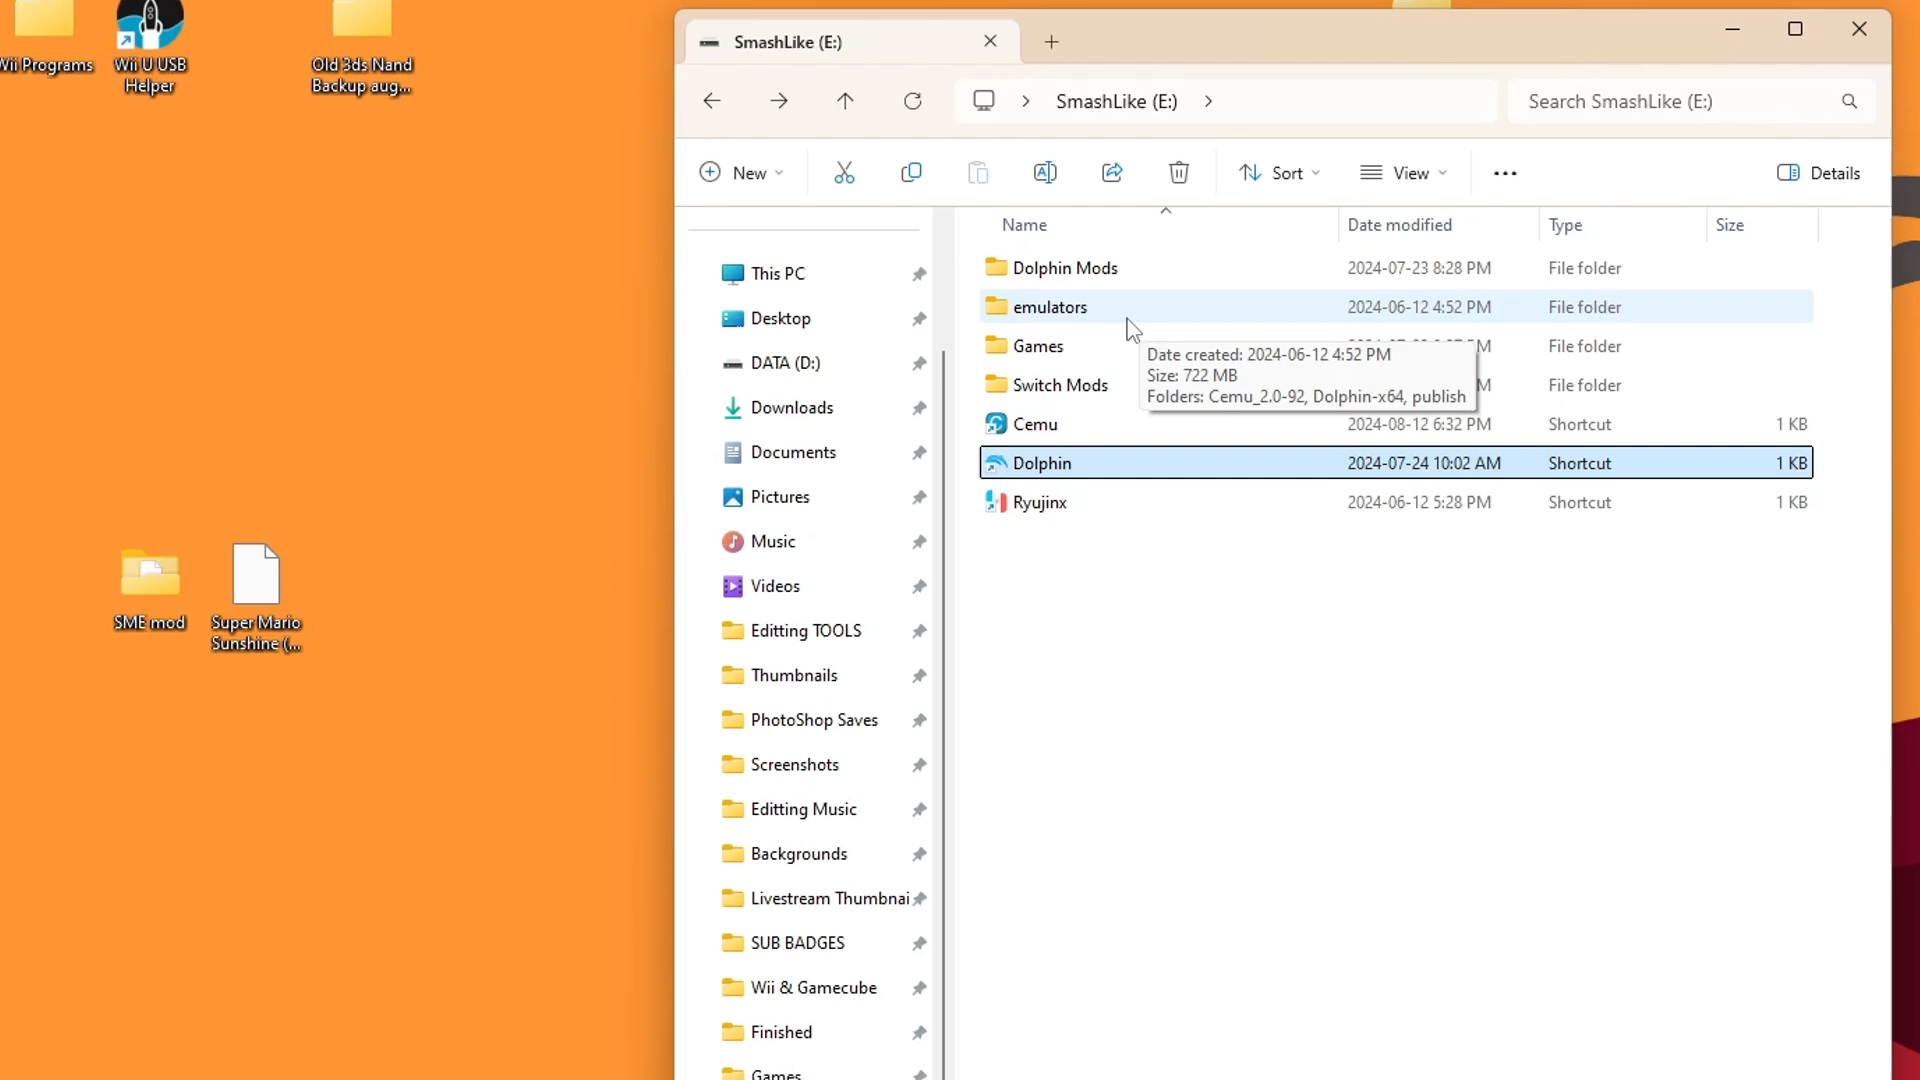 Wii Programs
Wii U USB
Helper
Old 3ds Nand
Backup aug...
SME mod
Super Mario
Sunshine (...
SmashLike (E:)
SmashLike (E:)
Search SmashLike (E:)
New
Sort
View
Details
Name Date modified Type Size
This PC
Desktop
DATA (D:)
Downloads
Documents
Pictures
Music
Videos
Editting TOOLS
Thumbnails
PhotoShop Saves
Screenshots
Editting Music
Backgrounds
Livestream Thumbnai
SUB BADGES
Wii & Gamecube
Finished
Games
Dolphin Mods 2024-07-23 8:28 PM File folder
emulators 2024-06-12 4:52 PM File folder
Games M File folder
Switch Mods M File folder
Cemu 2024-08-12 6:32 PM Shortcut 1 KB
Dolphin 2024-07-24 10:02 AM Shortcut 1 KB
Ryujinx 2024-06-12 5:28 PM Shortcut 1 KB
Date created: 2024-06-12 4:52 PM
Size: 722 MB
Folders: Cemu_2.0-92, Dolphin-x64, publish